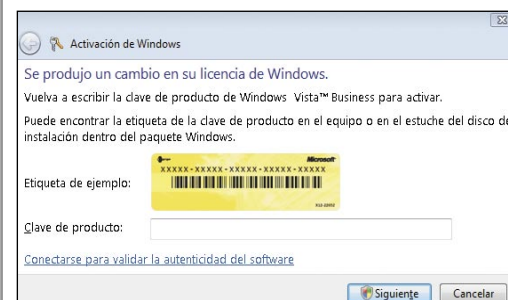 Activación de Windows
Se produjo un cambio en su licencia de Windows.
Vuelva a escribir la clave de producto de Windows Vista™ Business para activar.
Puede encontrar la etiqueta de la clave de producto en el equipo o en el estuche del disco de
instalación dentro del paquete Windows.
Microsoft
XXXXX-XXXXX-XXXXX-XXXXX-XXXXX
Etiqueta de ejemplo:
Clave de producto:
Conectarse para validar la autenticidad del software
Siguiente Cancelar